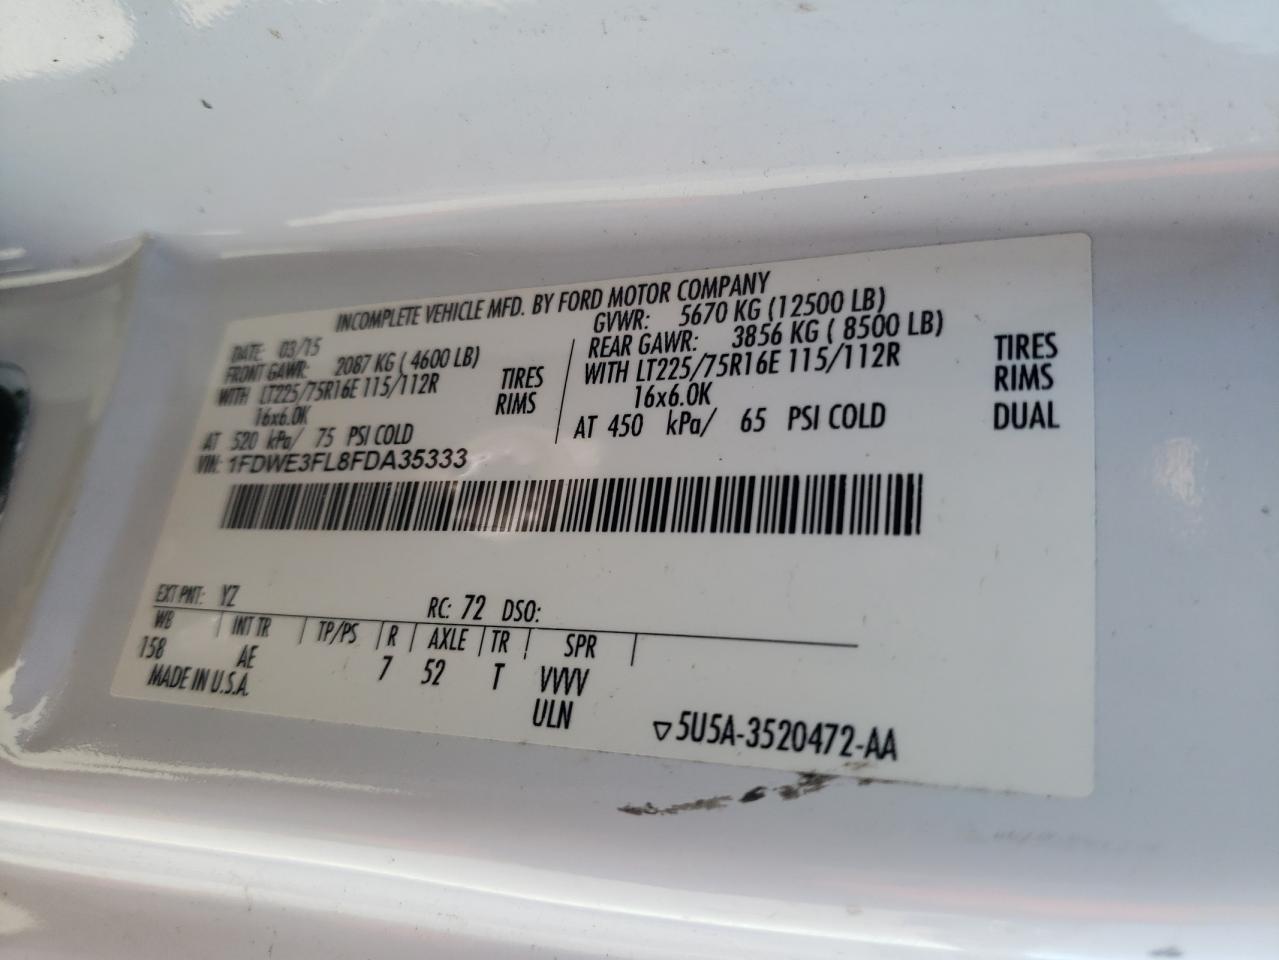 INCOMPLETE VEHICLE MFD. BY FORD MOTOR COMPANY
DATE: 03/15
GVWR: 5670 KG (12500 LB)
FRONT GAWR: 2087 KG ( 4600 LB)
REAR GAWR: 3856 KG ( 8500 LB)
WITH LT225/75R16E 115/112R TIRES
WITH LT225/75R16E 115/112R TIRES
16x6.0K RIMS
16x6.0K RIMS
AT 520 kPa/ 75 PSI COLD
AT 450 kPa/ 65 PSI COLD DUAL
VIN: 1FDWE3FL8FDA35333
EXT PNT: YZ RC: 72 DSO:
WB INT TR TP/PS R AXLE TR SPR
158 AE 7 52 T VVVV
MADE IN U.S.A. ULN
▽5U5A-3520472-AA